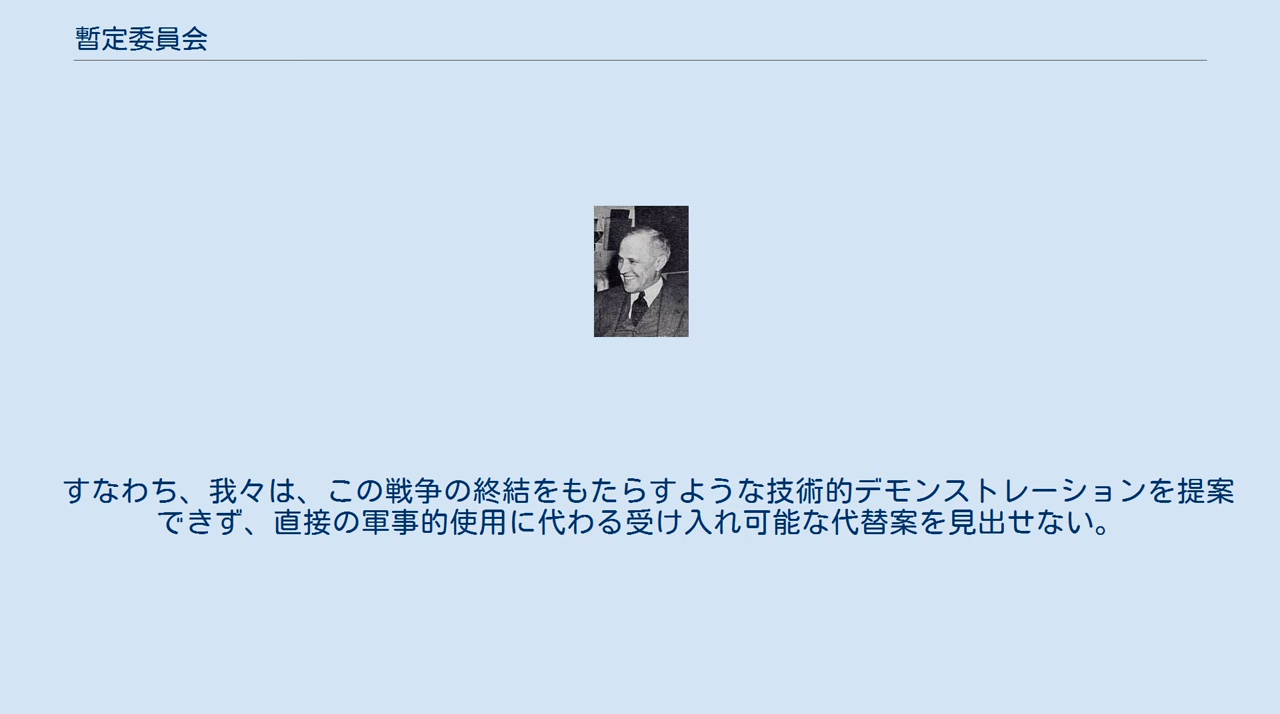 暫定委員会
すなわち、我々は、この戦争の終結をもたらすような技術的デモンストレーションを提案
できず、直接の軍事的使用に代わる受け入れ可能な代替案を見出せない。